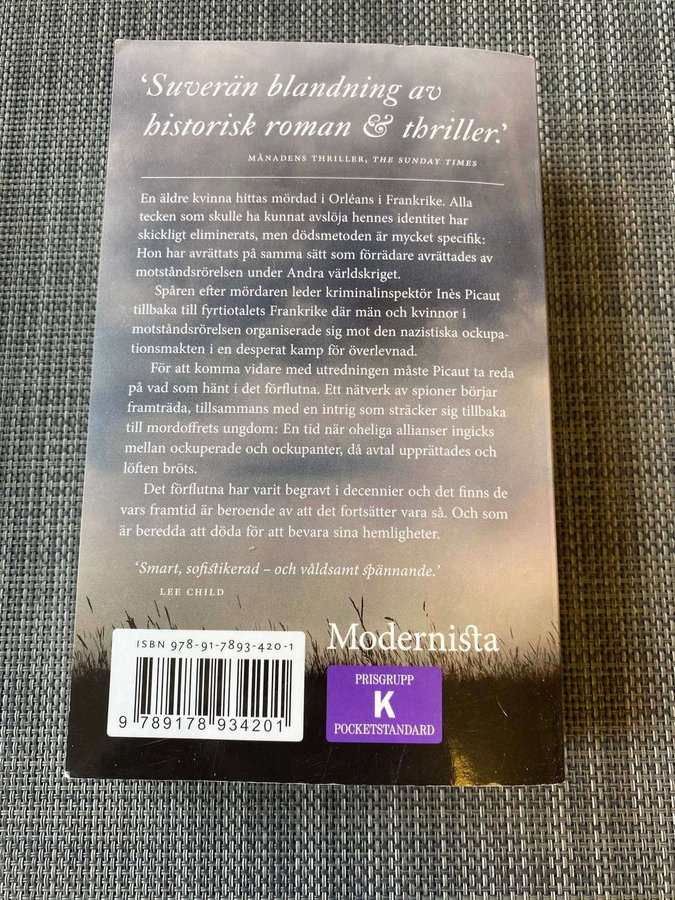 ‘Suverän blandning av
historisk roman & thriller.’
MÅNADENS THRILLER, THE SUNDAY TIMES
En äldre kvinna hittas mördad i Orléans i Frankrike. Alla
tecken som skulle ha kunnat avslöja hennes identitet har
skickligt eliminerats, men dödsmetoden är mycket specifik:
Hon har avrättats på samma sätt som förrädare avrättades av
motståndsrörelsen under Andra världskriget.
Spåren efter mördaren leder kriminalinspektör Inès Picaut
tillbaka till fyrtiotalets Frankrike där män och kvinnor i
motståndsrörelsen organiserade sig mot den nazistiska ockupa-
tionsmakten i en desperat kamp för överlevnad.
För att komma vidare med utredningen måste Picaut ta reda
på vad som hänt i det förflutna. Ett nätverk av spioner börjar
framträda, tillsammans med en intrig som sträcker sig tillbaka
till mordoffrets ungdom: En tid när oheliga allianser ingicks
mellan ockuperade och ockupanter, då avtal upprättades och
löften bröts.
Det förflutna har varit begravt i decennier och det finns de
vars framtid är beroende av att det fortsätter vara så. Och som
är beredda att döda för att bevara sina hemligheter.
‘Smart, sofistikerad – och våldsamt spännande.’
LEE CHILD
Modernista
ISBN 978-91-7893-420-1
9 789178 934201
PRISGRUPP
K
POCKETSTANDARD